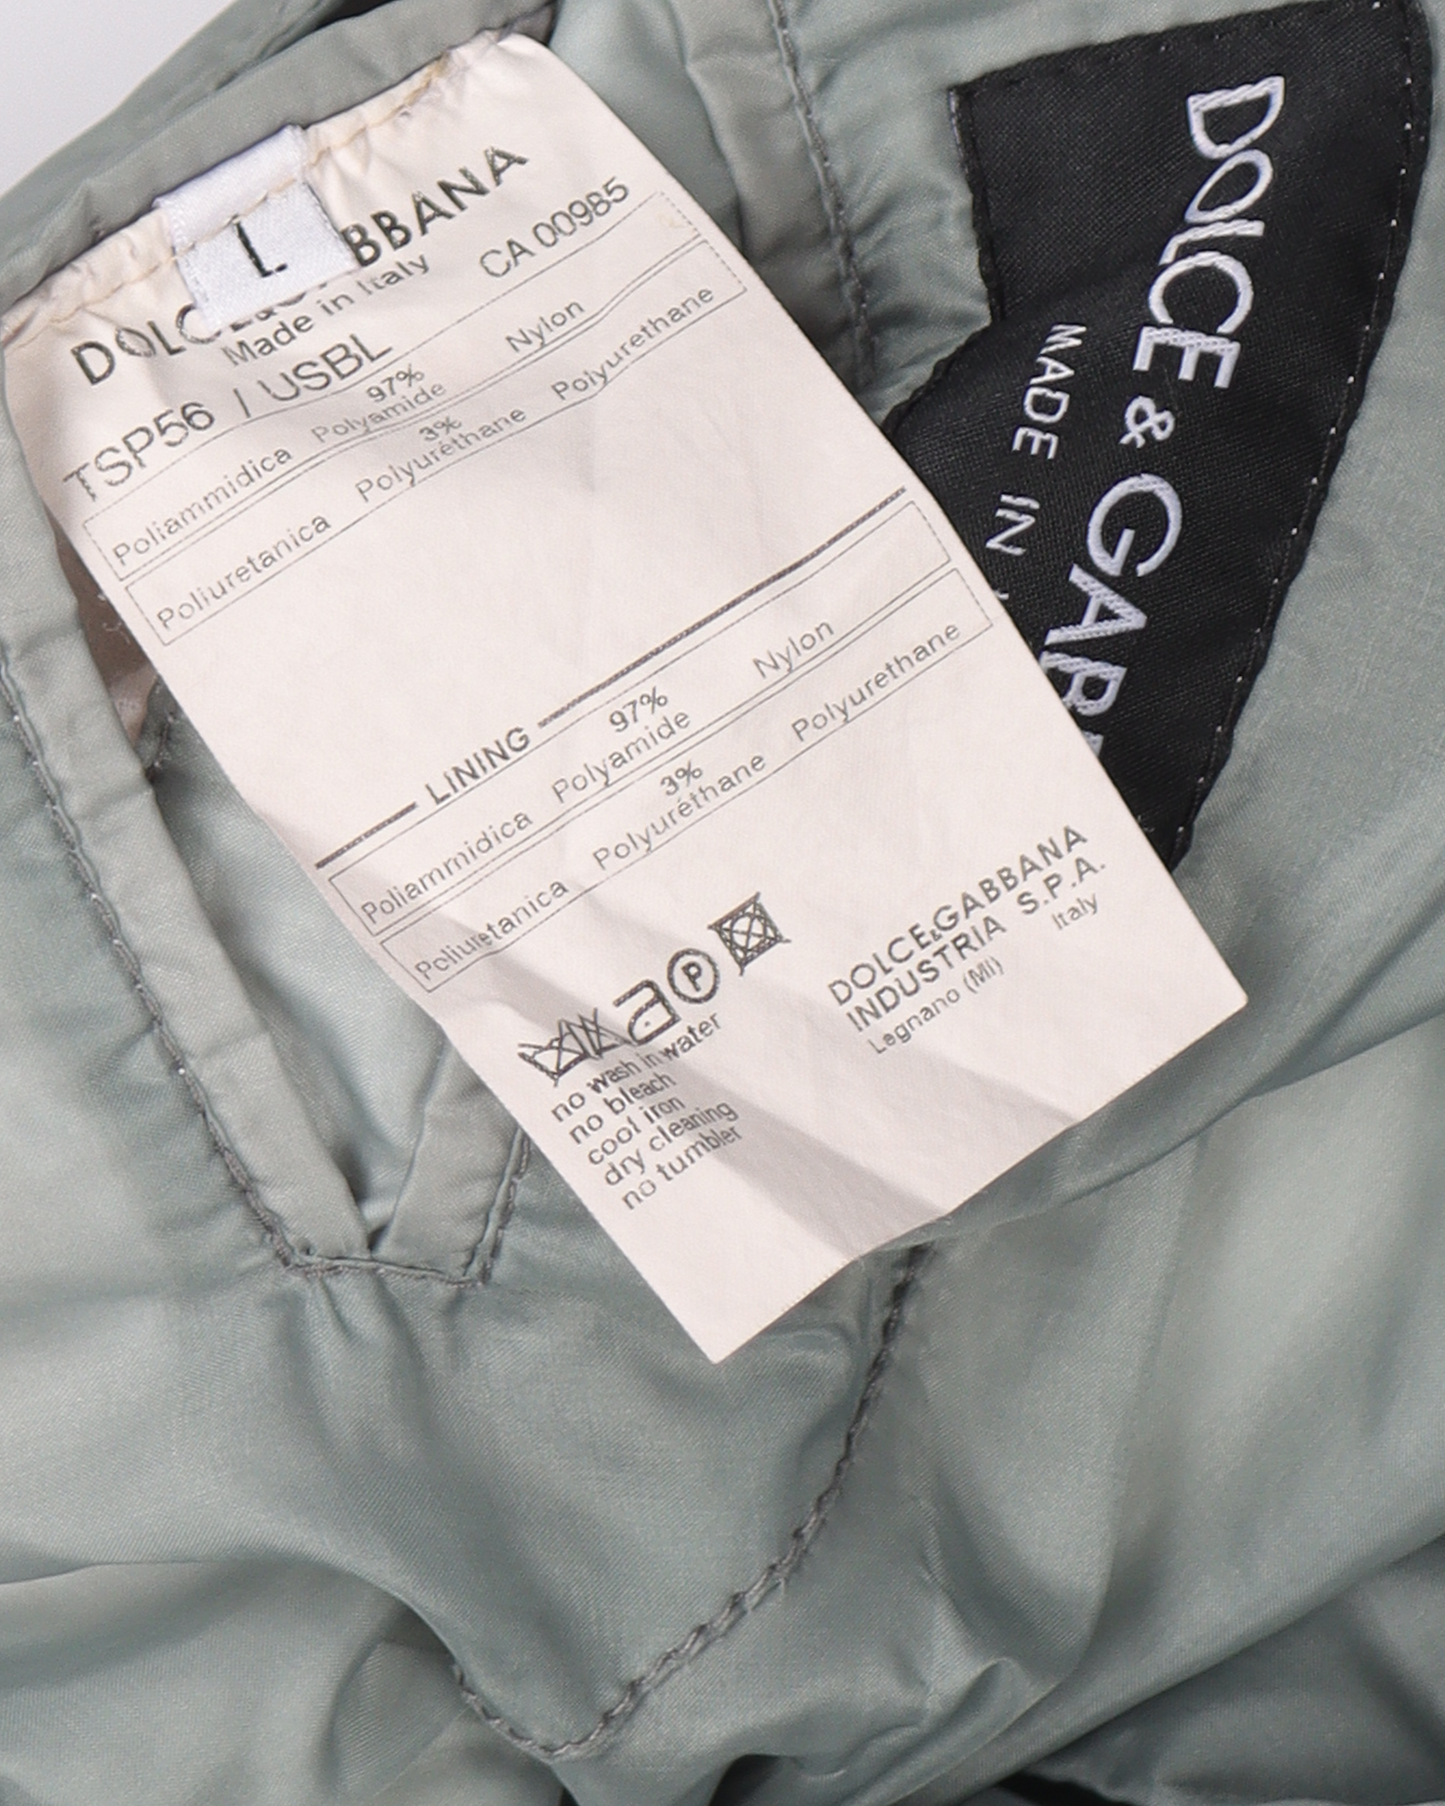 L
DOLCE&GABBANA
Made in Italy
TSP56 / USBL CA 00985
97%
Poliammidica Polyamide Nylon
3%
Poliuretanica Polyuréthane Polyurethane
LINING
97%
Poliammidica Polyamide Nylon
3%
Poliuretanica Polyuréthane Polyurethane
P
no wash in water
no bleach
cool iron
dry cleaning
no tumbler
DOLCE&GABBANA
INDUSTRIA S.P.A.
Legnano (MI) Italy
DOLCE & GABB
MADE IN